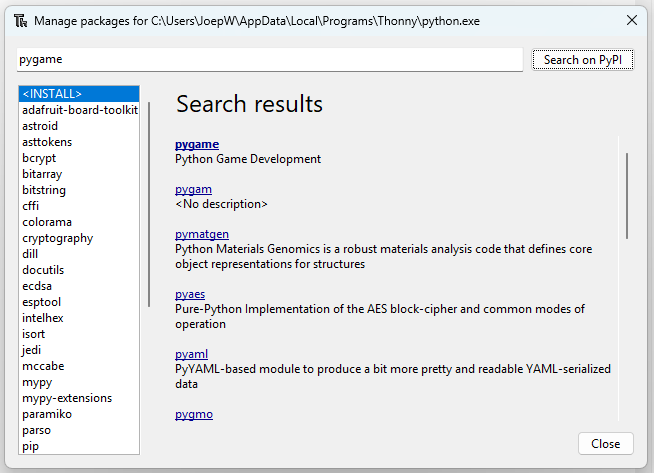 Manage packages for C:\Users\JoepW\AppData\Local\Programs\Thonny\python.exe
pygame
Search on PyPI
<INSTALL>
adafruit-board-toolkit
astroid
asttokens
bcrypt
bitarray
bitstring
cffi
colorama
cryptography
dill
docutils
ecdsa
esptool
intelhex
isort
jedi
mccabe
mypy
mypy-extensions
paramiko
parso
pip
Search results
pygame
Python Game Development
pygam
<No description>
pymatgen
Python Materials Genomics is a robust materials analysis code that defines core
object representations for structures
pyaes
Pure-Python Implementation of the AES block-cipher and common modes of
operation
pyaml
PyYAML-based module to produce a bit more pretty and readable YAML-serialized
data
pygmo
Close